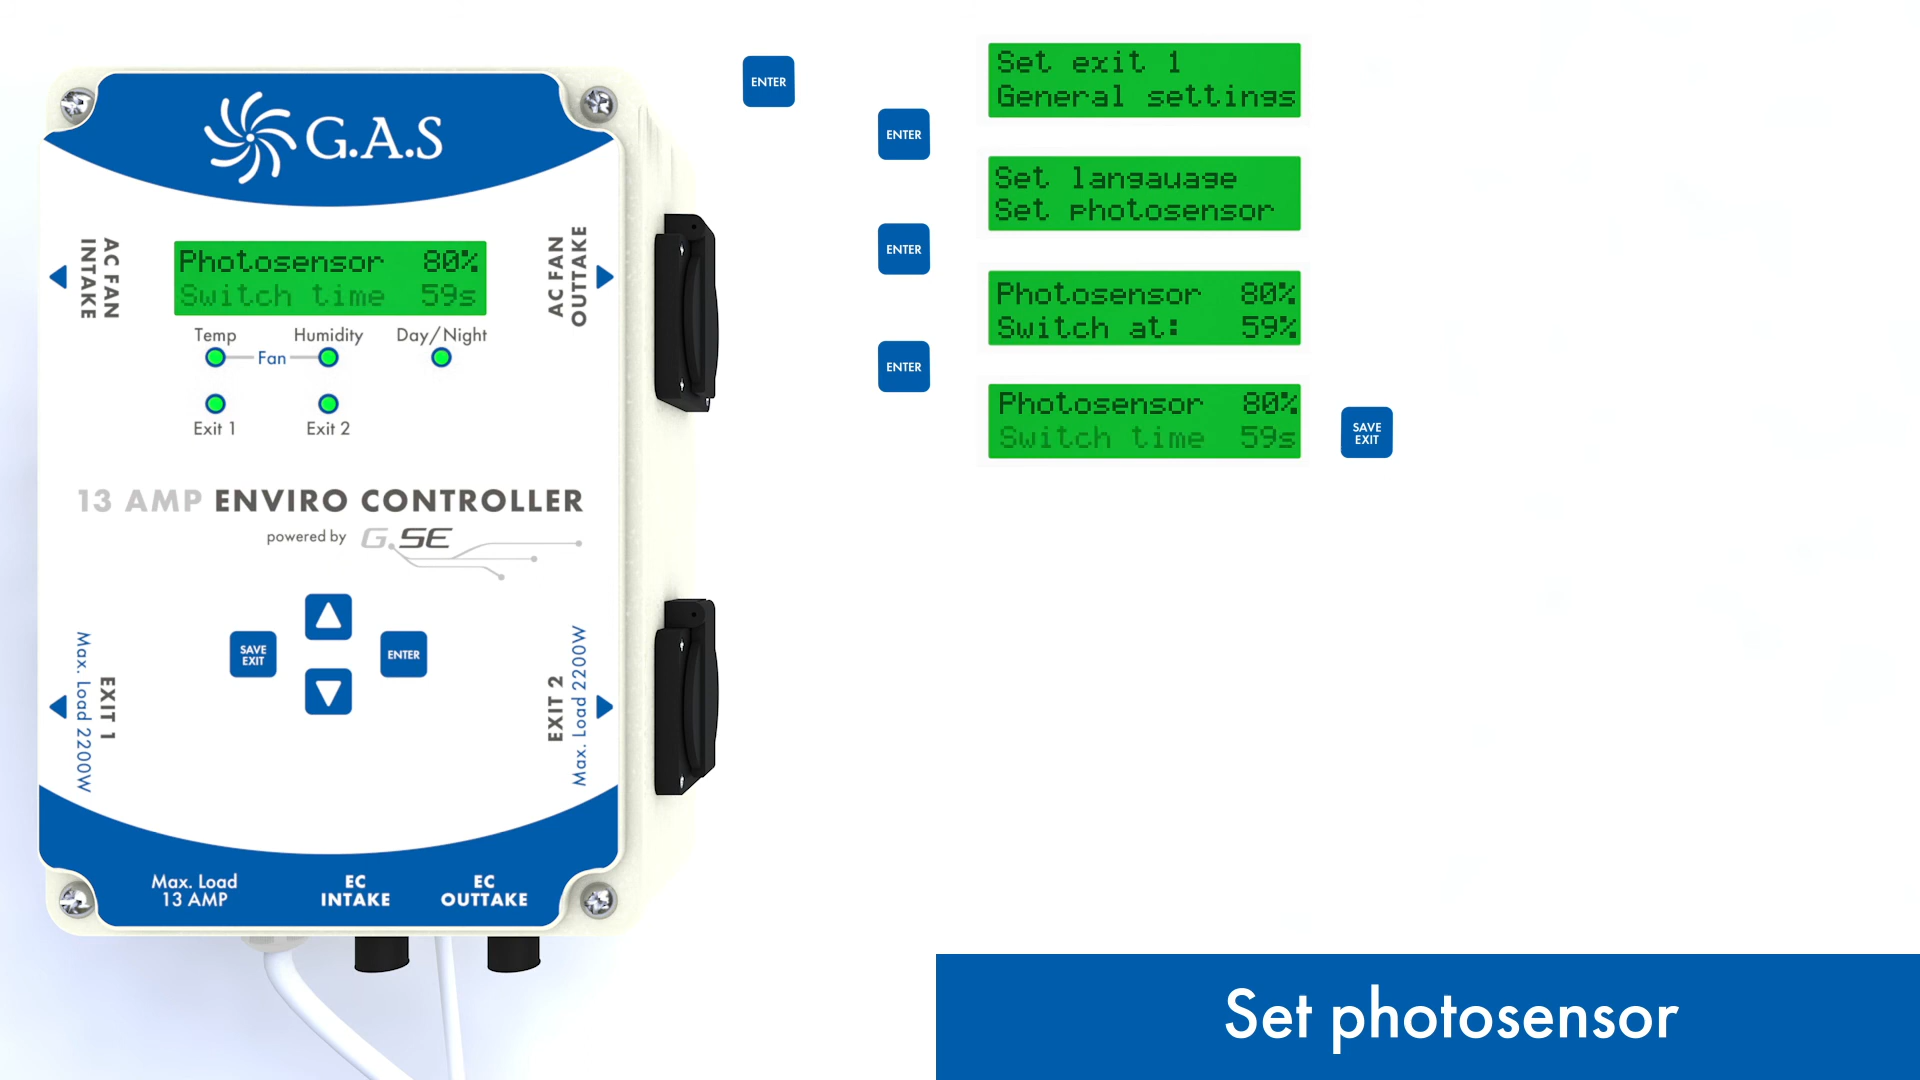 G.A.S
AC FAN
INTAKE
Photosensor 80%
Switch time 59s
AC FAN
OUTTAKE
Temp Humidity Day/Night
Fan
Exit 1 Exit 2
13 AMP ENVIRO CONTROLLER
powered by G.SE
SAVE
EXIT
ENTER
EXIT 1
Max. Load 2200W
EXIT 2
Max. Load 2200W
Max. Load
13 AMP
EC
INTAKE
EC
OUTTAKE
ENTER
ENTER
Set exit 1
General settings
ENTER
Set langauage
Set photosensor
ENTER
Photosensor 80%
Switch at: 59%
Photosensor 80%
Switch time 59s
SAVE
EXIT
Set photosensor